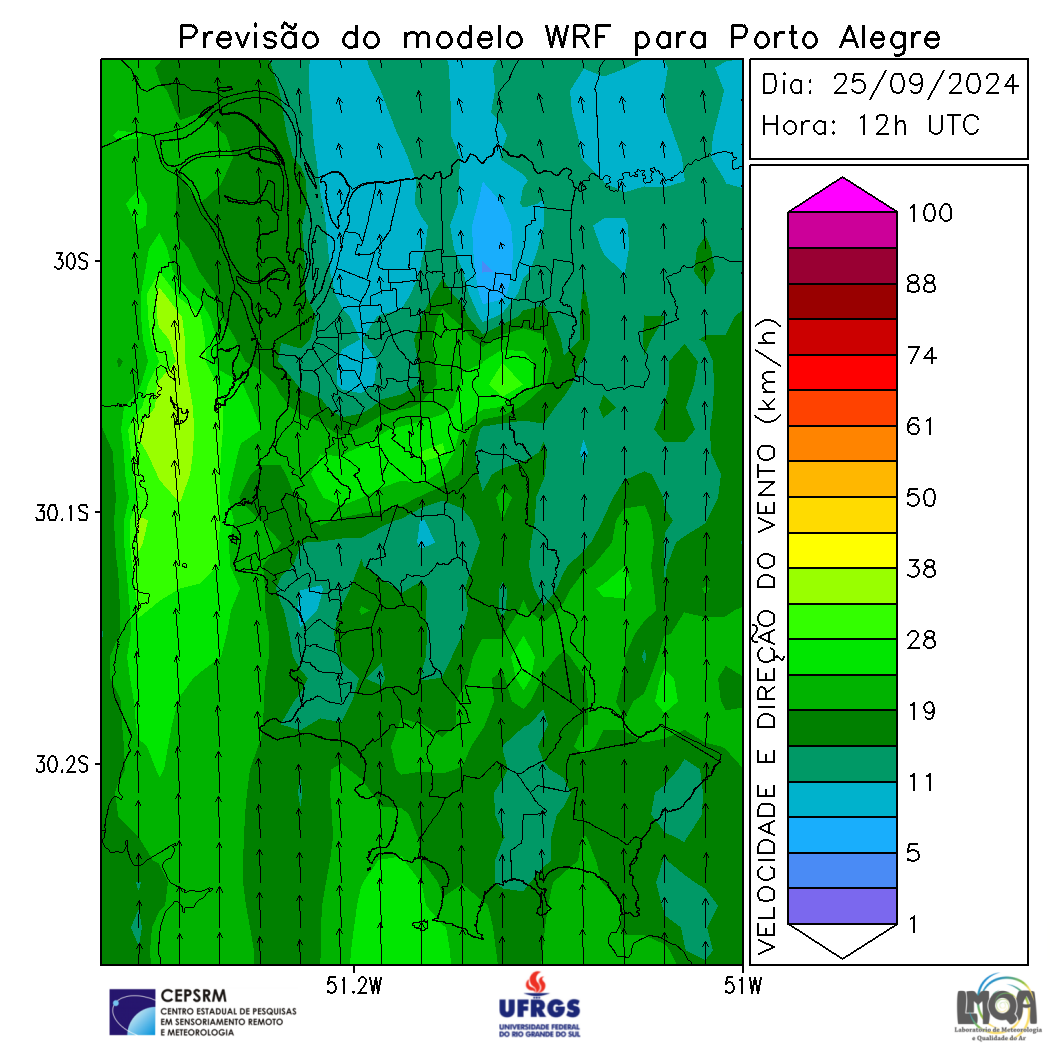 Previsão do modelo WRF para Porto Alegre
Dia: 25/09/2024
Hora: 12h UTC
30S
30.1S
30.2S
51.2W
51W
VELOCIDADE E DIREÇÃO DO VENTO (km/h)
100
88
74
61
50
38
28
19
11
5
1
CEPSRM
CENTRO ESTADUAL DE PESQUISAS
EM SENSORIAMENTO REMOTO
E METEOROLOGIA
UFRGS
UNIVERSIDADE FEDERAL
DO RIO GRANDE DO SUL
LMQA
Laboratório de Meteorologia
e Qualidade do Ar